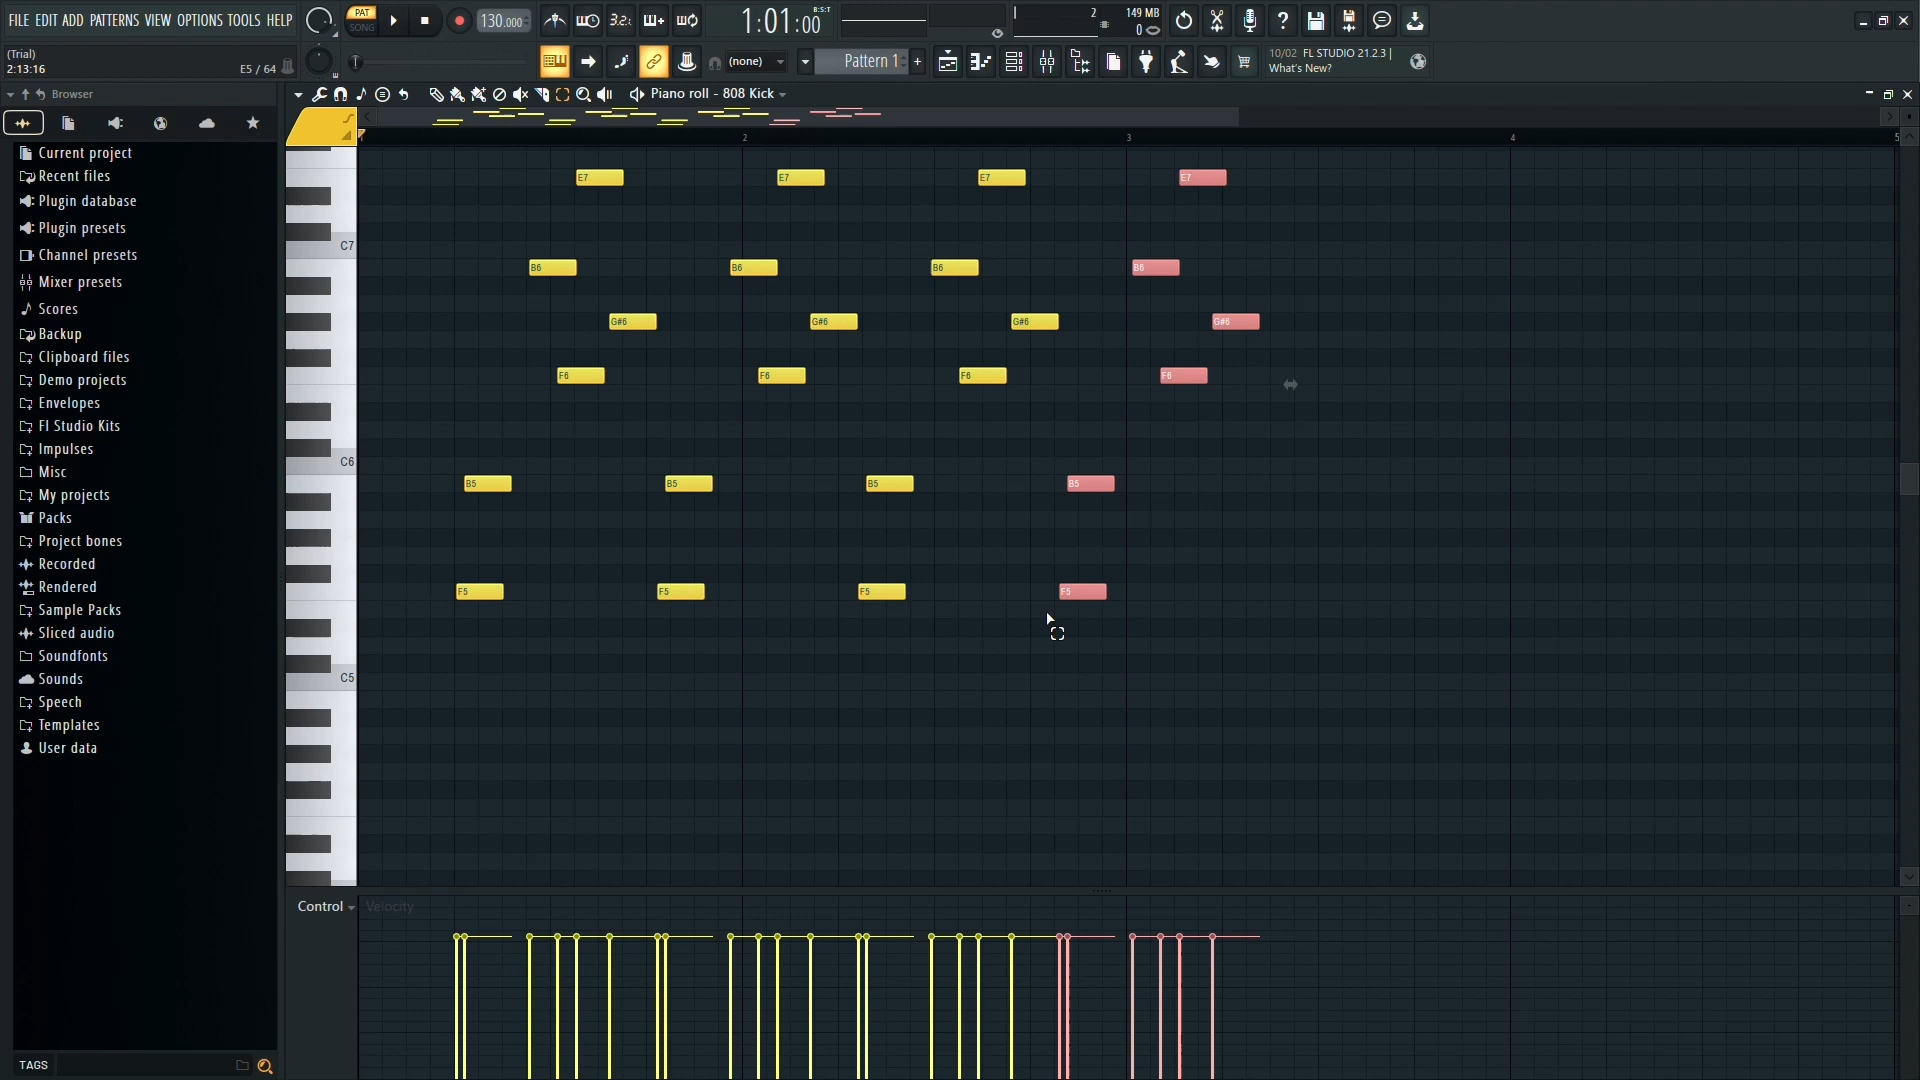 FILE EDIT ADD PATTERNS VIEW OPTIONS TOOLS HELP
PAT
SONG
130.000
3.2.
1:01:00
B:S:T
2
149 MB
0
(Trial)
2:13:16
E5 / 64
(none)
Pattern 1
+
10/02 FL STUDIO 21.2.3 |
What's New?
Browser
Piano roll - 808 Kick
Current project
Recent files
Plugin database
Plugin presets
Channel presets
Mixer presets
Scores
Backup
Clipboard files
Demo projects
Envelopes
Fl Studio Kits
Impulses
Misc
My projects
Packs
Project bones
Recorded
Rendered
Sample Packs
Sliced audio
Soundfonts
Sounds
Speech
Templates
User data
TAGS
2 3 4 5
E7 E7 E7 E7
C7
B6 B6 B6 B6
G#6 G#6 G#6 G#6
F6 F6 F6 F6
C6
B5 B5 B5 B5
F5 F5 F5 F5
C5
Control Velocity